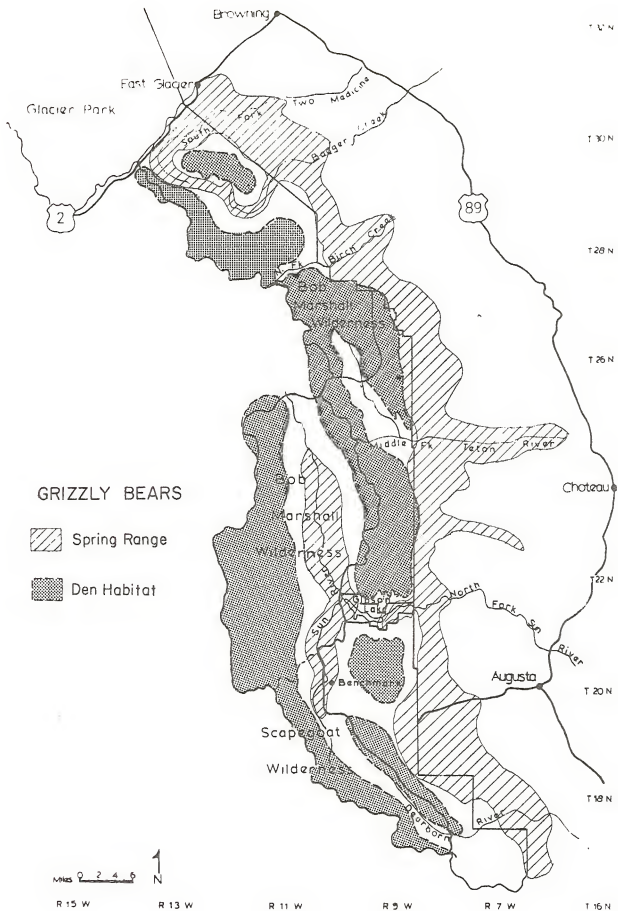 Browning
T 32 N
East Glacier
Two Medicine
Glacier Park
South Fork
Badger Creek
T 30 N
2
89
Birch Creek
N. Fk
T 28 N
Bob
Marshall
Wilderness
T 26 N
Middle Fk Teton River
GRIZZLY BEARS
Bob
Choteau
Spring Range
Marshall
Wilderness
Den Habitat
T 22 N
Sun River
Gibson
Lake
North Fork Sun River
Augusta
Benchmark
T 20 N
Scapegoat
Wilderness
T 18 N
Dearborn River
Miles 0 2 4 6
N
R 15 W R 13 W R 11 W R 9 W R 7 W T 16 N